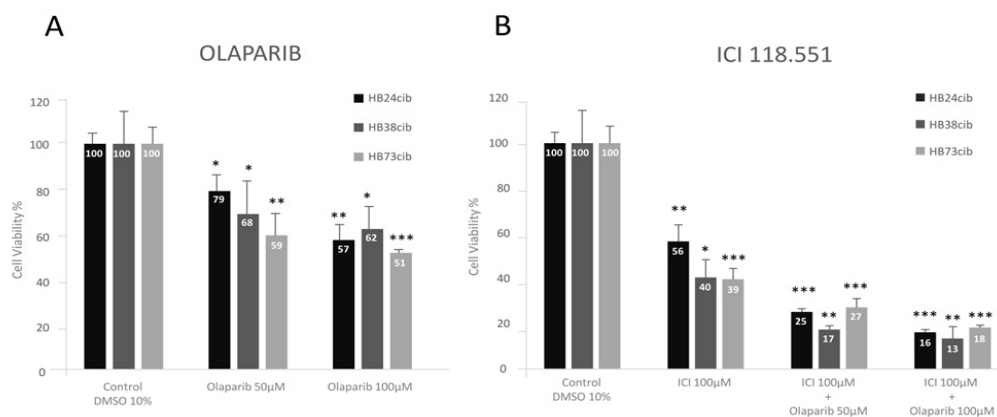 A
OLAPARIB
HB24cib
HB38cib
HB73cib
Cell Viability %
120
100
80
60
40
20
0
100
100
100
*
79
*
68
**
59
**
57
*
62
***
51
Control
DMSO 10%
Olaparib 50µM
Olaparib 100µM
B
ICI 118.551
HB24cib
HB38cib
HB73cib
Cell Viability %
120
100
80
60
40
20
0
100
100
100
**
56
*
40
***
39
***
25
**
17
***
27
***
16
**
13
***
18
Control
DMSO 10%
ICI 100µM
ICI 100µM
+
Olaparib 50µM
ICI 100µM
+
Olaparib 100µM